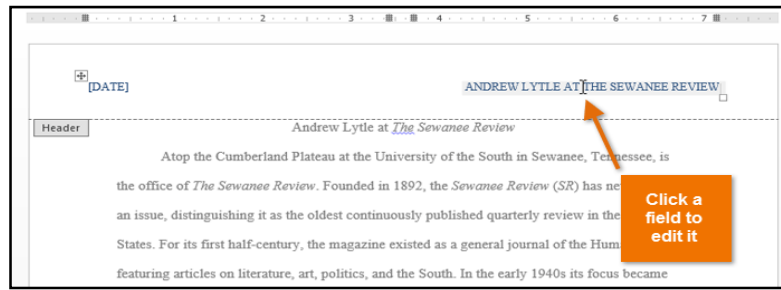 1 2 3 4 5 6 7
[DATE] ANDREW LYTLE AT THE SEWANEE REVIEW
Header
Andrew Lytle at The Sewanee Review
Atop the Cumberland Plateau at the University of the South in Sewanee, Tennessee, is
the office of The Sewanee Review. Founded in 1892, the Sewanee Review (SR) has
an issue, distinguishing it as the oldest continuously published quarterly review in the
States. For its first half-century, the magazine existed as a general journal of the
featuring articles on literature, art, politics, and the South. In the early 1940s its focus became
Click a
field to
edit it